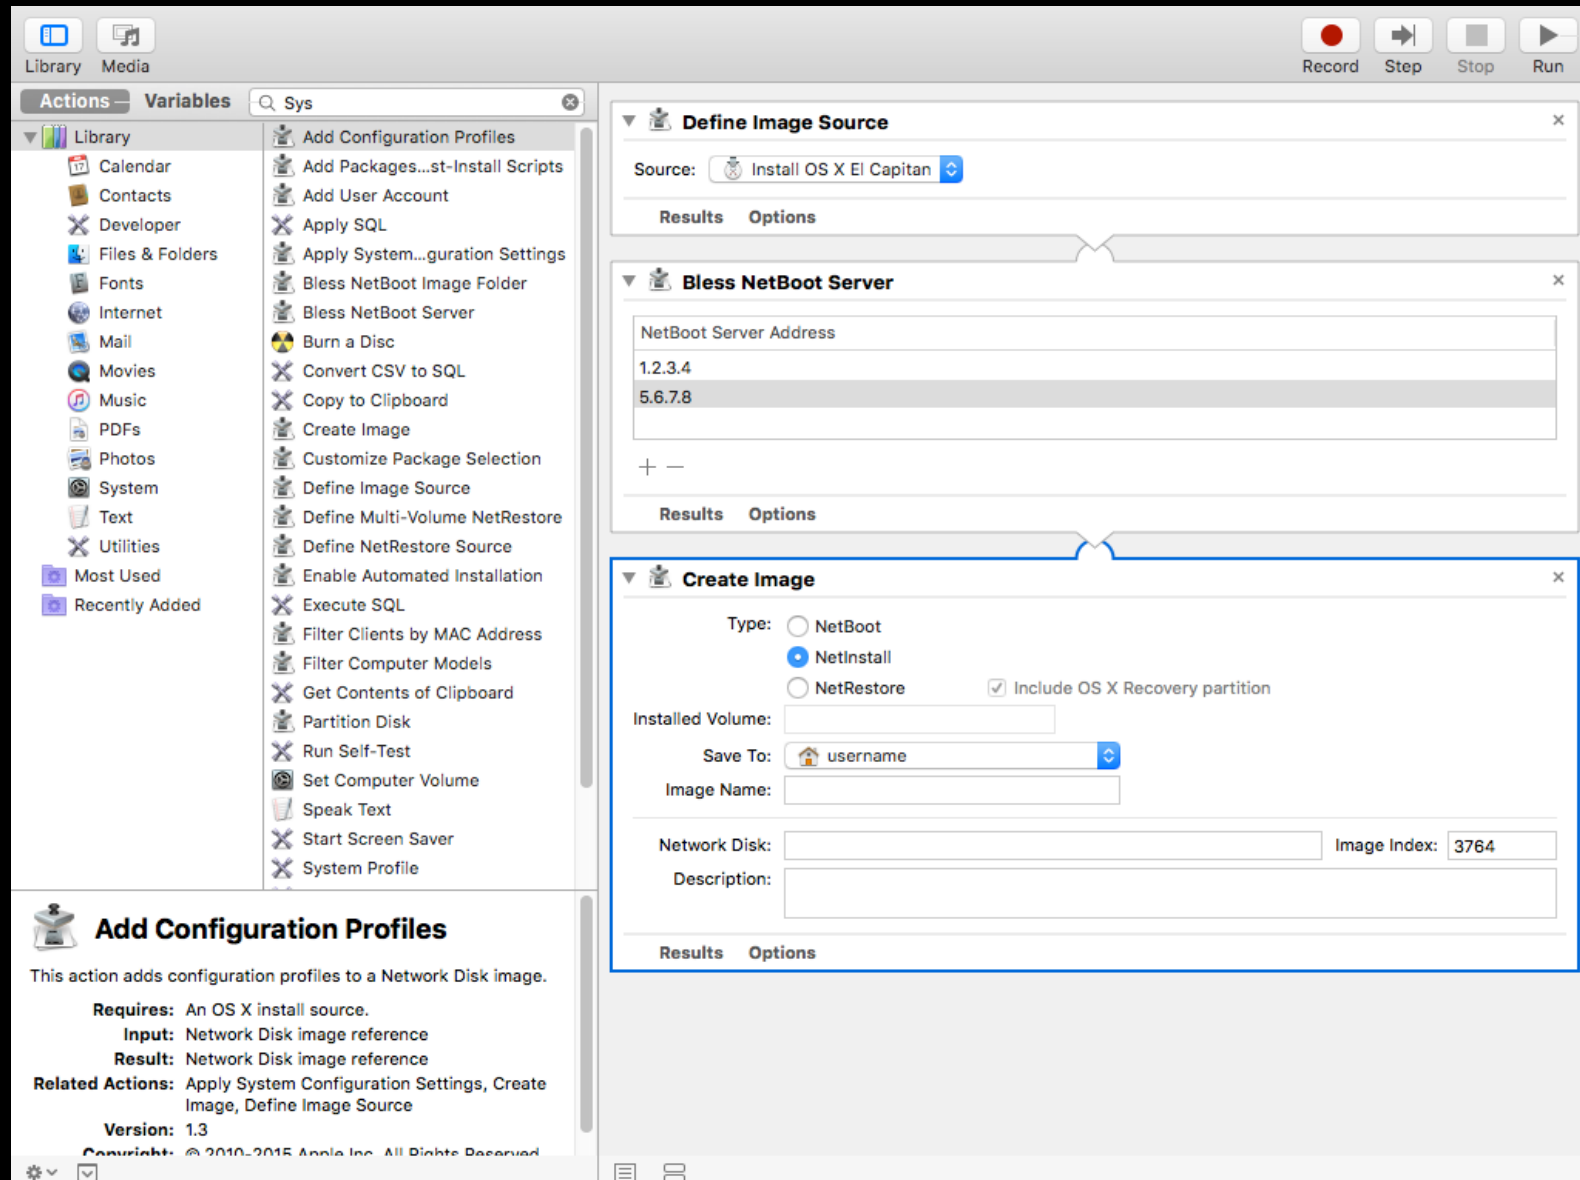 Library
Media
Record
Step
Stop
Run
Actions
Variables
Sys
Library
Calendar
Contacts
Developer
Files & Folders
Fonts
Internet
Mail
Movies
Music
PDFs
Photos
System
Text
Utilities
Most Used
Recently Added
Add Configuration Profiles
Add Packages...st-Install Scripts
Add User Account
Apply SQL
Apply System...guration Settings
Bless NetBoot Image Folder
Bless NetBoot Server
Burn a Disc
Convert CSV to SQL
Copy to Clipboard
Create Image
Customize Package Selection
Define Image Source
Define Multi-Volume NetRestore
Define NetRestore Source
Enable Automated Installation
Execute SQL
Filter Clients by MAC Address
Filter Computer Models
Get Contents of Clipboard
Partition Disk
Run Self-Test
Set Computer Volume
Speak Text
Start Screen Saver
System Profile
Add Configuration Profiles
This action adds configuration profiles to a Network Disk image.
Requires: An OS X install source.
Input: Network Disk image reference
Result: Network Disk image reference
Related Actions: Apply System Configuration Settings, Create
Image, Define Image Source
Version: 1.3
Copyright: © 2010-2015 Apple Inc. All Rights Reserved
Define Image Source
Source: Install OS X El Capitan
Results Options
Bless NetBoot Server
NetBoot Server Address
1.2.3.4
5.6.7.8
Results Options
Create Image
Type: NetBoot
NetInstall
NetRestore Include OS X Recovery partition
Installed Volume:
Save To: username
Image Name:
Network Disk: Image Index: 3764
Description:
Results Options